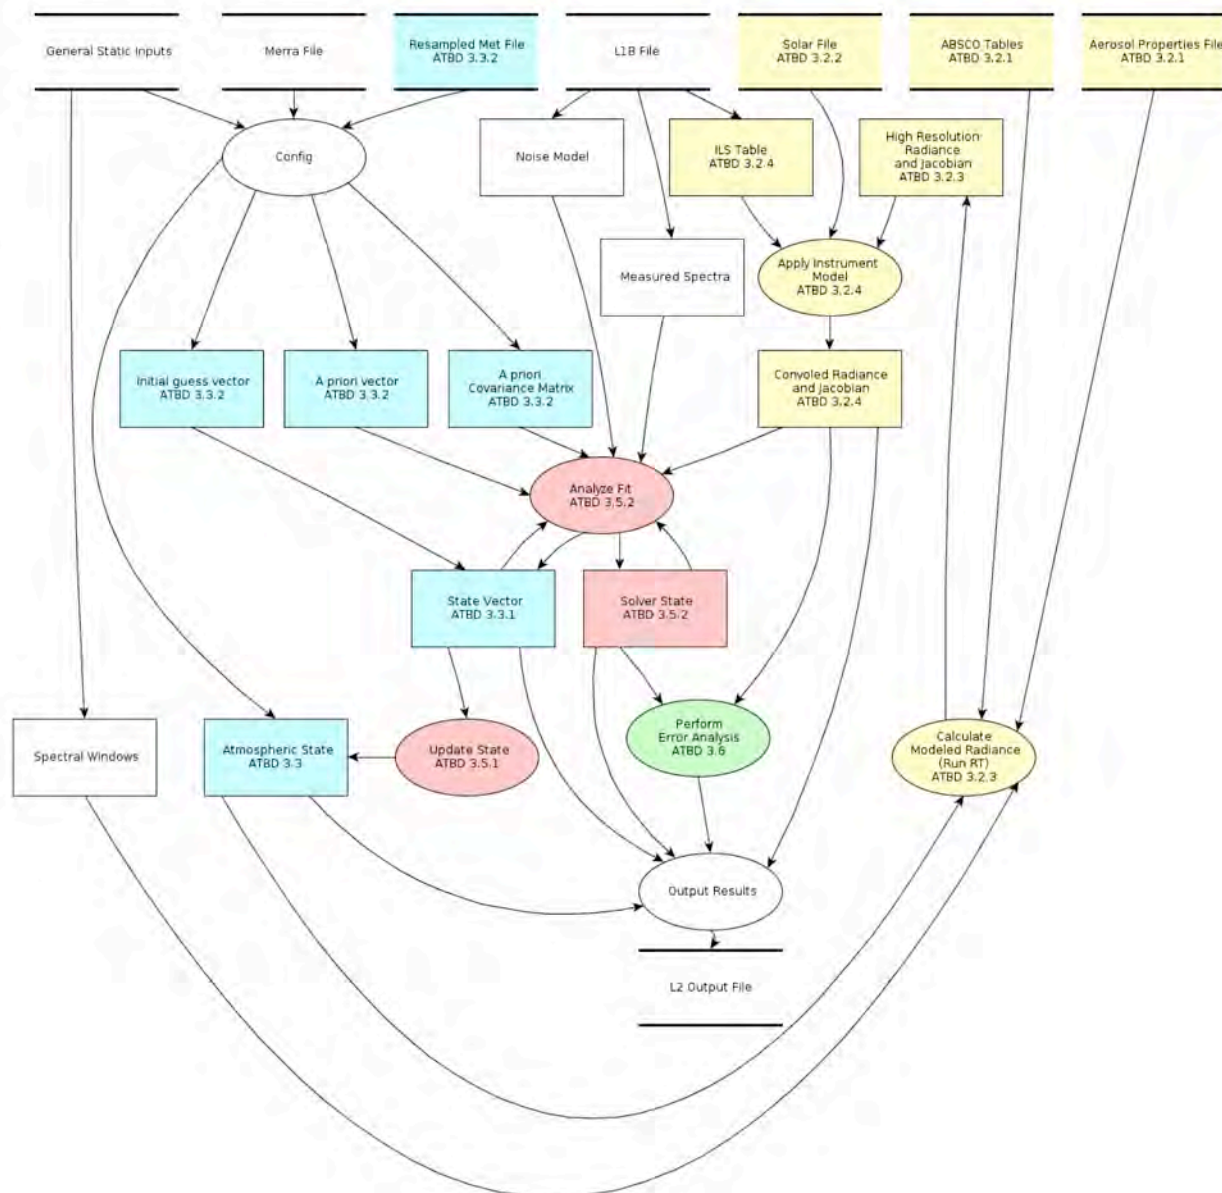 General Static Inputs
Merra File
Resampled Met File
ATBD 3.3.2
L1B File
Solar File
ATBD 3.2.2
ABSCO Tables
ATBD 3.2.1
Aerosol Properties File
ATBD 3.2.1
Config
Noise Model
ILS Table
ATBD 3.2.4
High Resolution
Radiance
and Jacobian
ATBD 3.2.3
Measured Spectra
Apply Instrument
Model
ATBD 3.2.4
Initial guess vector
ATBD 3.3.2
A priori vector
ATBD 3.3.2
A priori
Covariance Matrix
ATBD 3.3.2
Convoled Radiance
and Jacobian
ATBD 3.2.4
Analyze Fit
ATBD 3.5.2
State Vector
ATBD 3.3.1
Solver State
ATBD 3.5.2
Spectral Windows
Atmospheric State
ATBD 3.3
Update State
ATBD 3.5.1
Perform
Error Analysis
ATBD 3.6
Calculate
Modeled Radiance
(Run RT)
ATBD 3.2.3
Output Results
L2 Output File